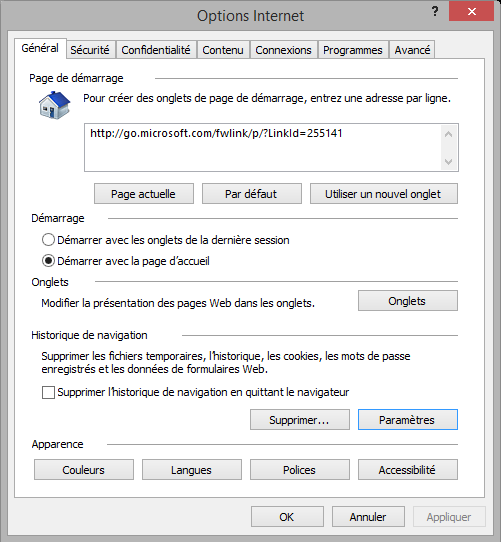 Options Internet
?
Général Sécurité Confidentialité Contenu Connexions Programmes Avancé
Page de démarrage
Pour créer des onglets de page de démarrage, entrez une adresse par ligne.
http://go.microsoft.com/fwlink/p/?LinkId=255141
Page actuelle Par défaut Utiliser un nouvel onglet
Démarrage
Démarrer avec les onglets de la dernière session
Démarrer avec la page d'accueil
Onglets
Modifier la présentation des pages Web dans les onglets. Onglets
Historique de navigation
Supprimer les fichiers temporaires, l'historique, les cookies, les mots de passe
enregistrés et les données de formulaires Web.
Supprimer l'historique de navigation en quittant le navigateur
Supprimer... Paramètres
Apparence
Couleurs Langues Polices Accessibilité
OK Annuler Appliquer